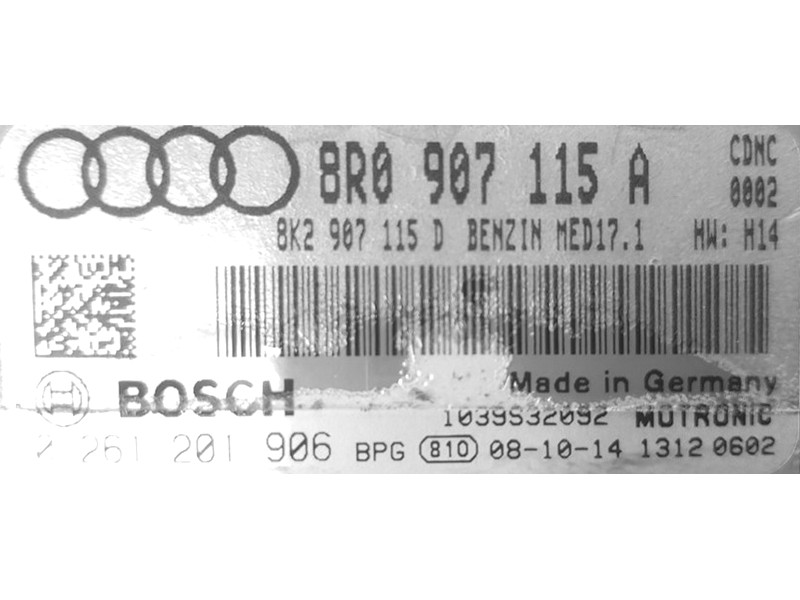 8R0 907 115 A
CDNC
0002
8K2 907 115 D BENZIN MED17.1 HW: H14
Made in Germany
BOSCH
1039S32092 MOTRONIC
0 261 201 906 BPG 810 08-10-14 1312 0602